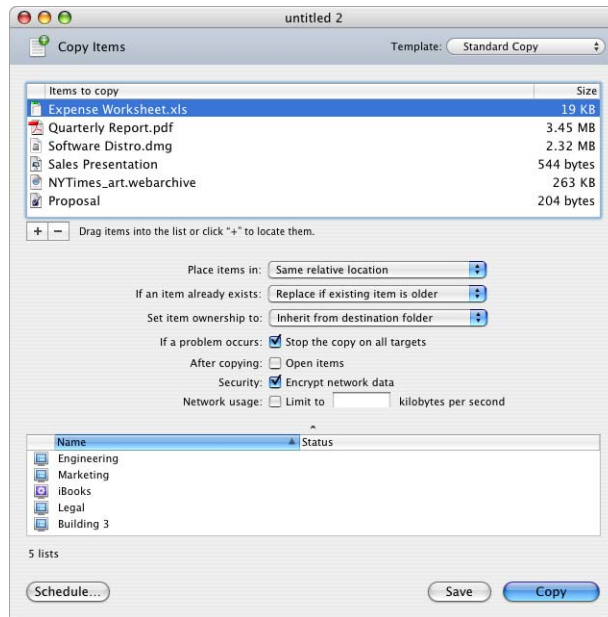 untitled 2
Copy Items Template: Standard Copy
Items to copy Size
Expense Worksheet.xls 19 KB
Quarterly Report.pdf 3.45 MB
Software Distro.dmg 2.32 MB
Sales Presentation 544 bytes
NYTimes_art.webarchive 263 KB
Proposal 204 bytes
+ − Drag items into the list or click "+" to locate them.
Place items in: Same relative location
If an item already exists: Replace if existing item is older
Set item ownership to: Inherit from destination folder
If a problem occurs: Stop the copy on all targets
After copying: Open items
Security: Encrypt network data
Network usage: Limit to kilobytes per second
Name Status
Engineering
Marketing
iBooks
Legal
Building 3
5 lists
Schedule... Save Copy